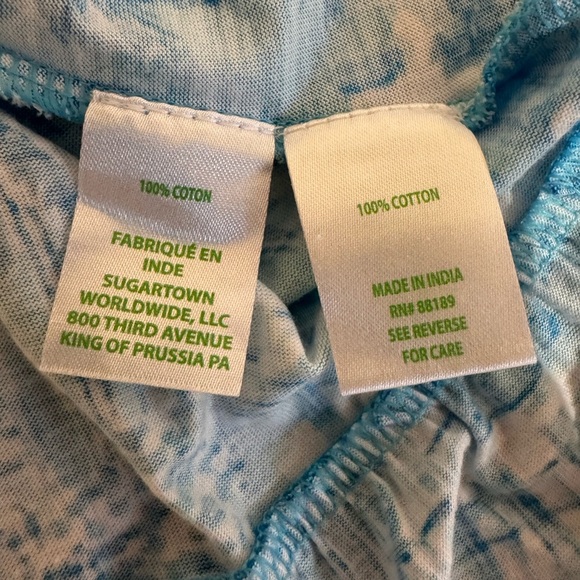 100% COTON
FABRIQUÉ EN
INDE
SUGARTOWN
WORLDWIDE, LLC
800 THIRD AVENUE
KING OF PRUSSIA PA
100% COTTON
MADE IN INDIA
RN# 88189
SEE REVERSE
FOR CARE